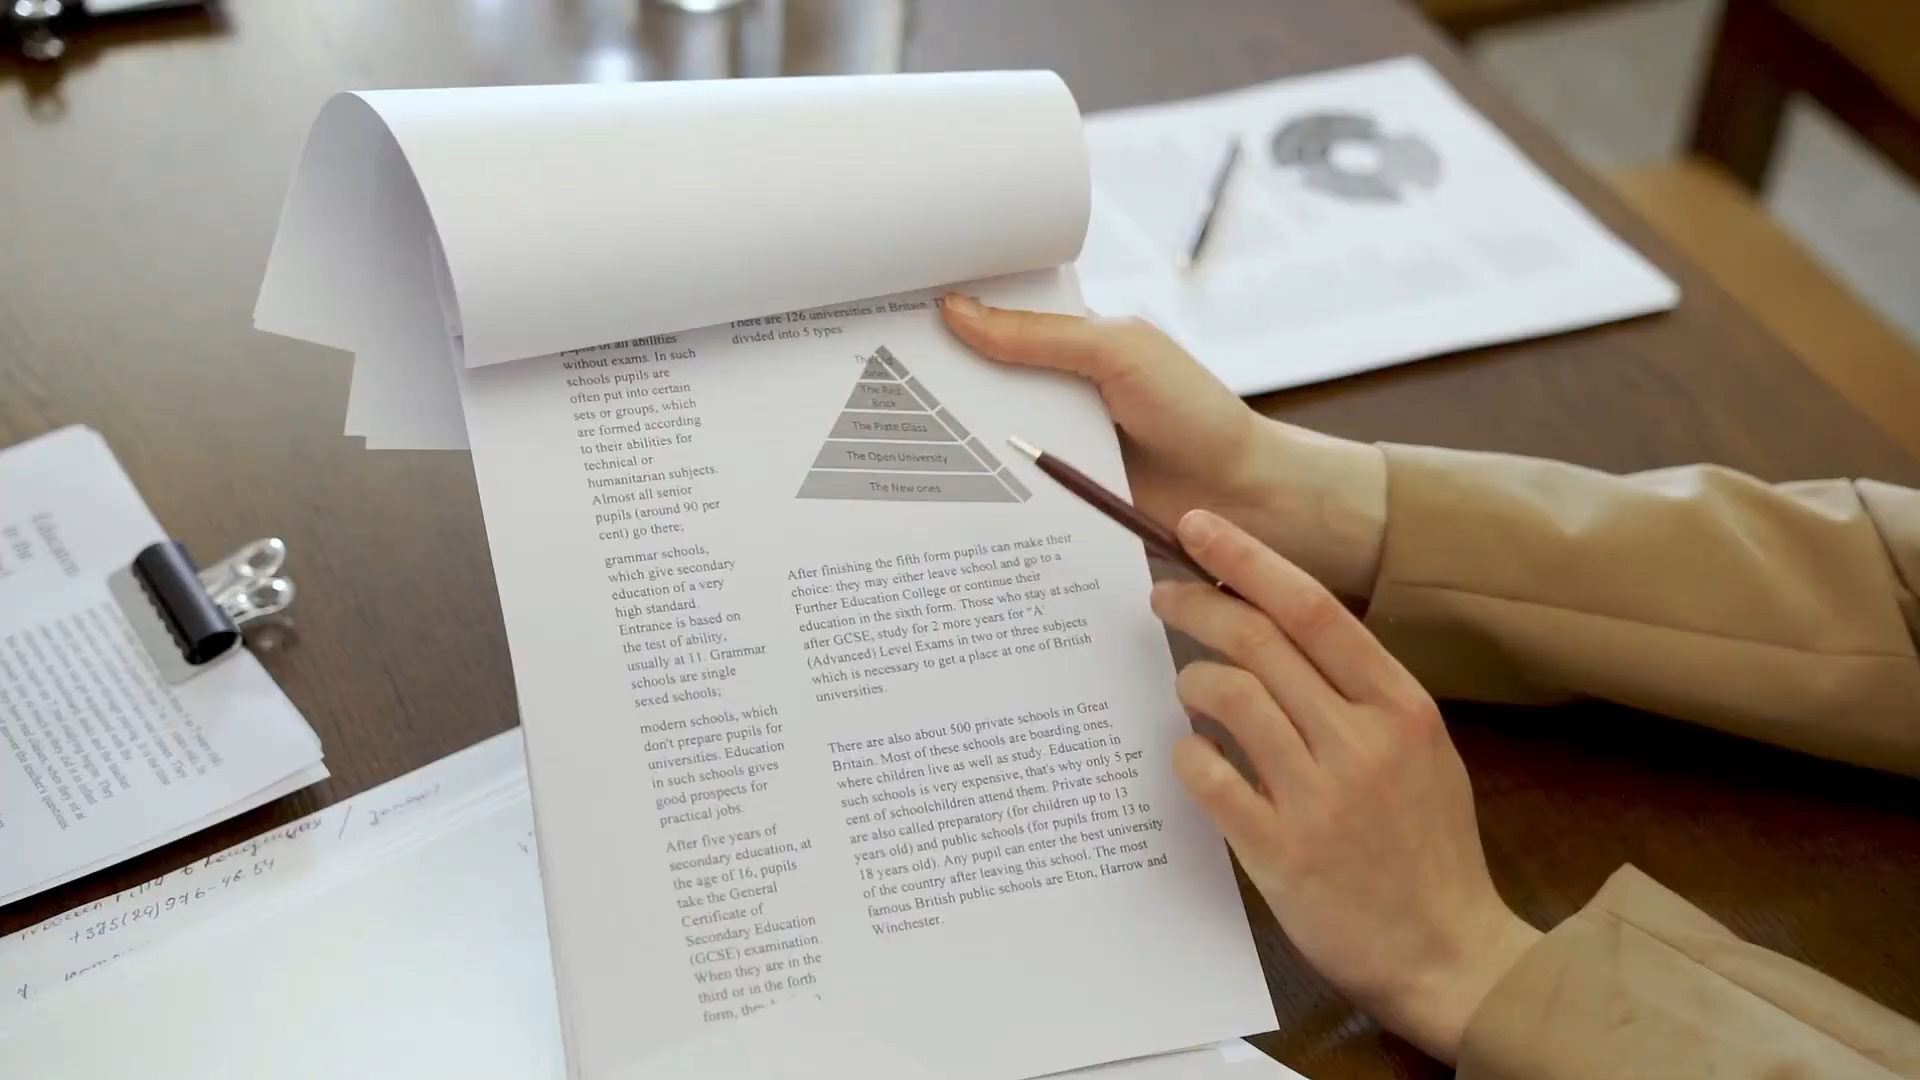 of all abilities
without exams. In such
schools pupils are
often put into certain
sets or groups, which
are formed according
to their abilities for
technical or
humanitarian subjects.
Almost all senior
pupils (around 90 per
cent) go there;
grammar schools,
which give secondary
education of a very
high standard.
Entrance is based on
the test of ability,
usually at 11. Grammar
schools are single
sexed schools;
modern schools, which
don't prepare pupils for
universities. Education
in such schools gives
good prospects for
practical jobs.
After five years of
secondary education, at
the age of 16, pupils
take the General
Certificate of
Secondary Education
(GCSE) examination.
When they are in the
third or in the forth
form,
There are 126 universities in Britain.
divided into 5 types
The Red
Brick
The Plate Glass
The Open University
The New ones
After finishing the fifth form pupils can make their
choice: they may either leave school and go to a
Further Education College or continue their
education in the sixth form. Those who stay at school
after GCSE, study for 2 more years for "A'
(Advanced) Level Exams in two or three subjects
which is necessary to get a place at one of British
universities.
There are also about 500 private schools in Great
Britain. Most of these schools are boarding ones,
where children live as well as study. Education in
such schools is very expensive, that's why only 5 per
cent of schoolchildren attend them. Private schools
are also called preparatory (for children up to 13
years old) and public schools (for pupils from 13 to
18 years old). Any pupil can enter the best university
of the country after leaving this school. The most
famous British public schools are Eton, Harrow and
Winchester.
Education
+375(29)976-46-54